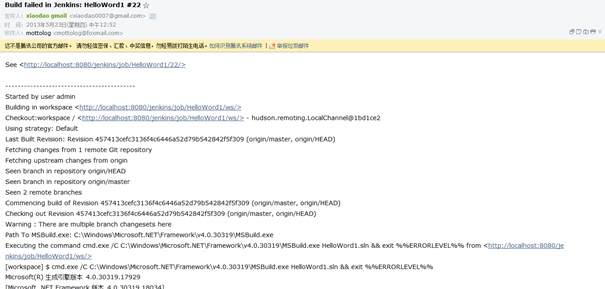 Build failed in Jenkins: HelloWord1 #22 ☆
发件人： xiaodao gmail <xiaodao0007@gmail.com>
时 间： 2013年5月23日(星期四) 中午12:52
收件人： mottolog <mottolog@foxmail.com>
这不是腾讯公司的官方邮件。 请勿轻信密保、汇款、中奖信息，勿轻易拨打陌生电话。 如何识别腾讯系统邮件 | 举报垃圾邮件
See <http://localhost:8080/jenkins/job/HelloWord1/22/>
------------------------------------------
Started by user admin
Building in workspace <http://localhost:8080/jenkins/job/HelloWord1/ws/>
Checkout:workspace / <http://localhost:8080/jenkins/job/HelloWord1/ws/> - hudson.remoting.LocalChannel@1bd1ce2
Using strategy: Default
Last Built Revision: Revision 457413cefc3136f4c6446a52d79b542842f5f309 (origin/master, origin/HEAD)
Fetching changes from 1 remote Git repository
Fetching upstream changes from origin
Seen branch in repository origin/HEAD
Seen branch in repository origin/master
Seen 2 remote branches
Commencing build of Revision 457413cefc3136f4c6446a52d79b542842f5f309 (origin/master, origin/HEAD)
Checking out Revision 457413cefc3136f4c6446a52d79b542842f5f309 (origin/master, origin/HEAD)
Warning : There are multiple branch changesets here
Path To MSBuild.exe: C:\Windows\Microsoft.NET\Framework\v4.0.30319\MSBuild.exe
Executing the command cmd.exe /C C:\Windows\Microsoft.NET\Framework\v4.0.30319\MSBuild.exe HelloWord1.sln && exit %%ERRORLEVEL%% from <http://localhost:8080/je
nkins/job/HelloWord1/ws/>
[workspace] $ cmd.exe /C C:\Windows\Microsoft.NET\Framework\v4.0.30319\MSBuild.exe HelloWord1.sln && exit %%ERRORLEVEL%%
Microsoft(R) 生成引擎版本 4.0.30319.17929
[Microsoft .NET Framework 版本 4.0.30319.18034]